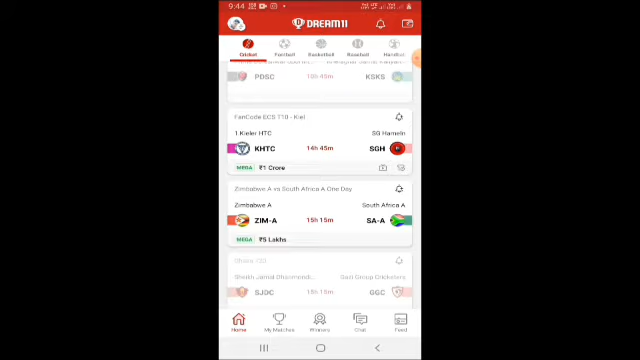 9:44
DREAM11
Cricket Football Basketball Baseball Handball
PDSC 10h 45m KSKS
FanCode ECS T10 - Kiel
1.Kieler HTC SG Hameln
KHTC 14h 45m SGH
MEGA ₹1 Crore
Zimbabwe A vs South Africa A One Day
Zimbabwe A South Africa A
ZIM-A 15h 15m SA-A
MEGA ₹5 Lakhs
Sheikh Jamal Dhanmondi... Gazi Group Cricketers
SJDC 15h 15m GGC
Home My Matches Winners Chat Feed